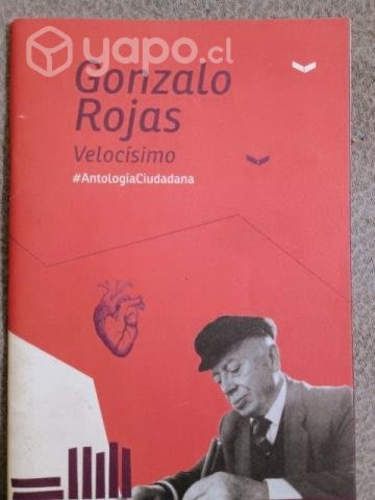 yapo.cl
Gonzalo
Rojas
Velocísimo
#AntologíaCiudadana